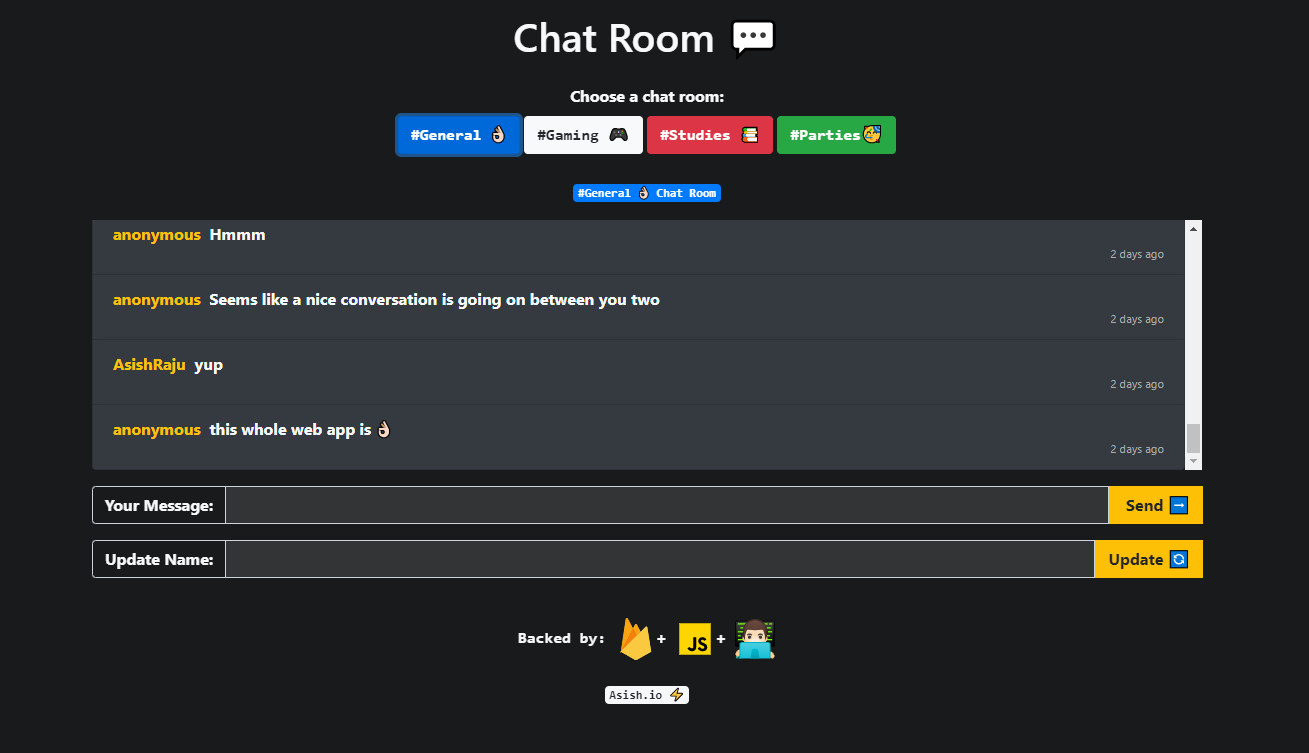 Chat Room 💬
Choose a chat room:
#General 👌🏻 #Gaming 🎮 #Studies 📚 #Parties🥳
#General 👌🏻 Chat Room
anonymous Hmmm
2 days ago
anonymous Seems like a nice conversation is going on between you two
2 days ago
AsishRaju yup
2 days ago
anonymous this whole web app is 👌🏻
2 days ago
Your Message: Send ➡️
Update Name: Update 🔄
Backed by: + JS +
Asish.io ⚡